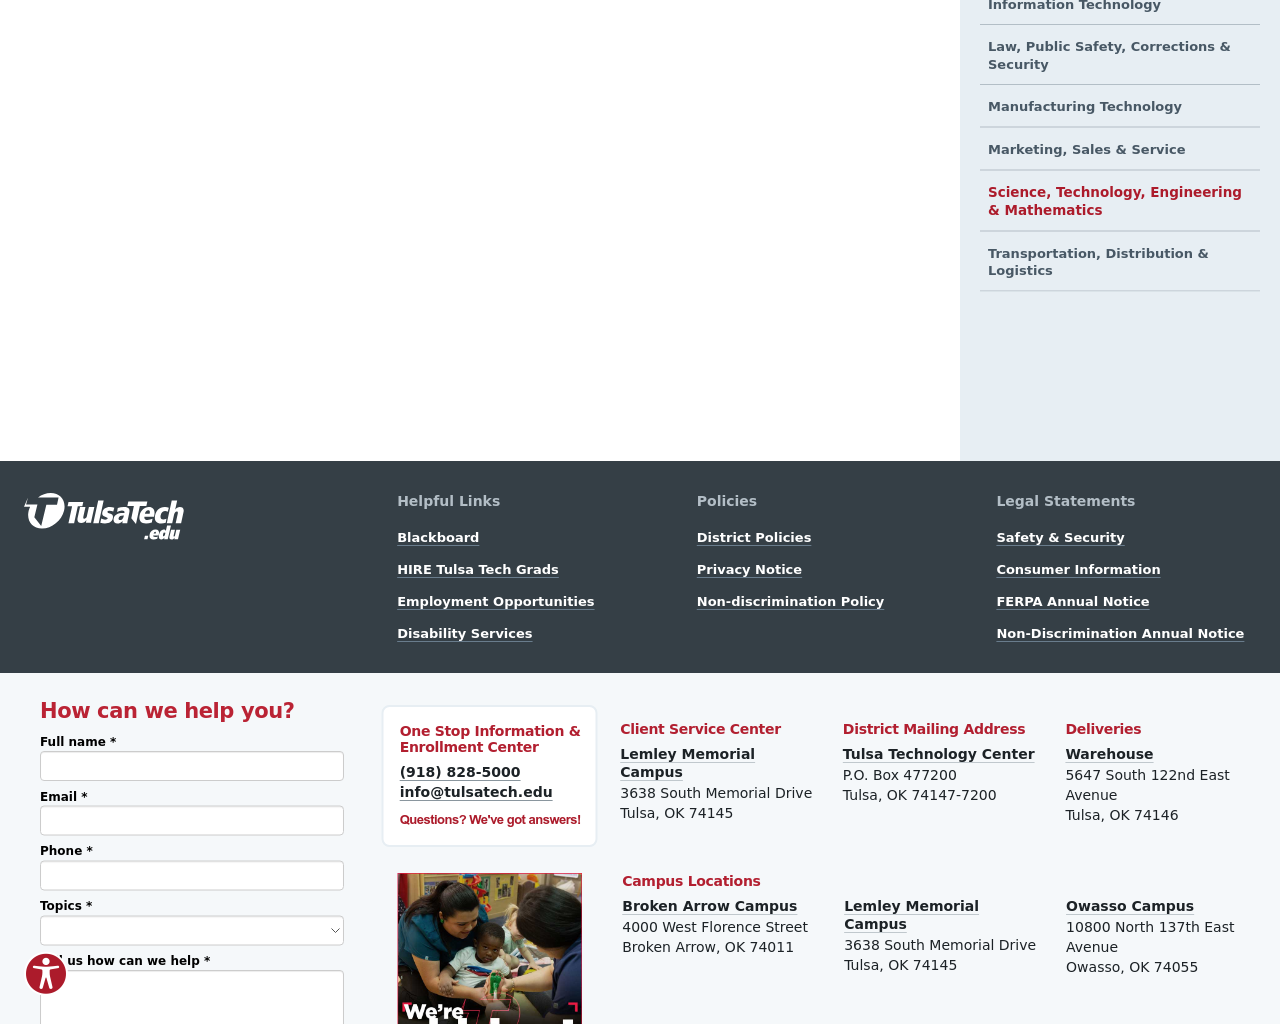 Information Technology
Law, Public Safety, Corrections &
Security
Manufacturing Technology
Marketing, Sales & Service
Science, Technology, Engineering
& Mathematics
Transportation, Distribution &
Logistics
TulsaTech
.edu
Helpful Links
Blackboard
HIRE Tulsa Tech Grads
Employment Opportunities
Disability Services
Policies
District Policies
Privacy Notice
Non-discrimination Policy
Legal Statements
Safety & Security
Consumer Information
FERPA Annual Notice
Non-Discrimination Annual Notice
How can we help you?
Full name *
Email *
Phone *
Topics *
us how can we help *
One Stop Information &
Enrollment Center
(918) 828-5000
info@tulsatech.edu
Questions? We've got answers!
We're
Client Service Center
Lemley Memorial
Campus
3638 South Memorial Drive
Tulsa, OK 74145
District Mailing Address
Tulsa Technology Center
P.O. Box 477200
Tulsa, OK 74147-7200
Deliveries
Warehouse
5647 South 122nd East
Avenue
Tulsa, OK 74146
Campus Locations
Broken Arrow Campus
4000 West Florence Street
Broken Arrow, OK 74011
Lemley Memorial
Campus
3638 South Memorial Drive
Tulsa, OK 74145
Owasso Campus
10800 North 137th East
Avenue
Owasso, OK 74055